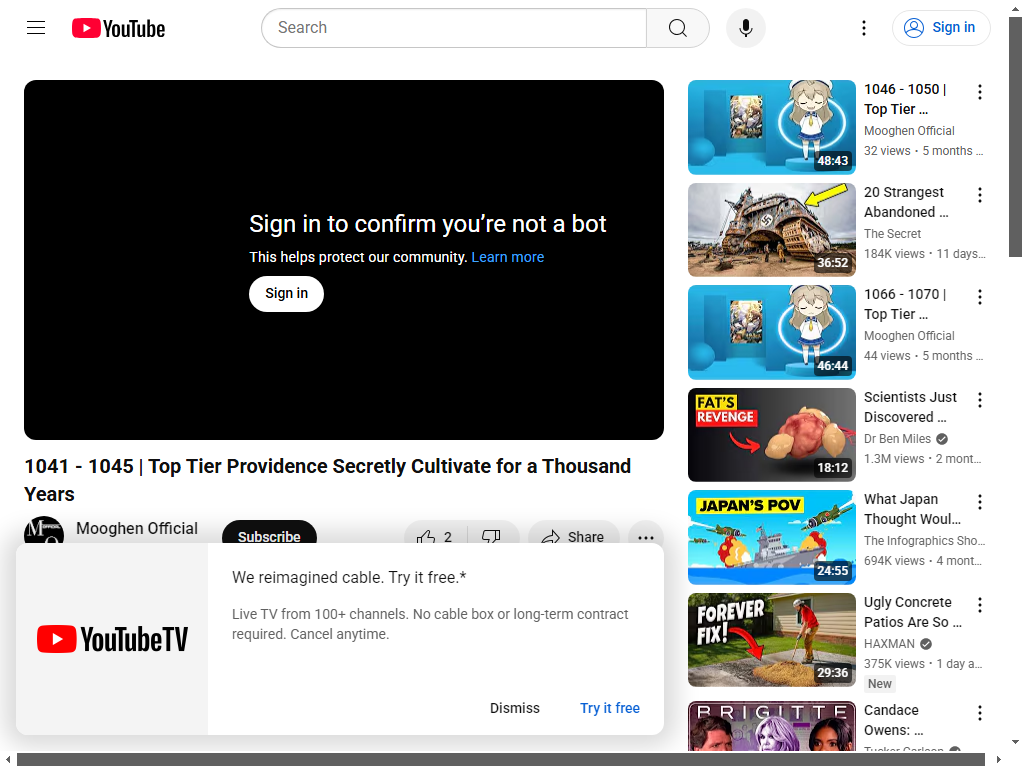 YouTube
Search
Sign in
Sign in to confirm you’re not a bot
This helps protect our community. Learn more
Sign in
1041 - 1045 | Top Tier Providence Secretly Cultivate for a Thousand
Years
Mooghen Official
Subscribe
2
Share
YouTubeTV
We reimagined cable. Try it free.*
Live TV from 100+ channels. No cable box or long-term contract
required. Cancel anytime.
Dismiss
Try it free
48:43
1046 - 1050 |
Top Tier ...
Mooghen Official
32 views • 5 months ...
36:52
20 Strangest
Abandoned ...
The Secret
184K views • 11 days...
46:44
1066 - 1070 |
Top Tier ...
Mooghen Official
44 views • 5 months ...
FAT'S
REVENGE
18:12
Scientists Just
Discovered ...
Dr Ben Miles
1.3M views • 2 mont...
JAPAN'S POV
24:55
What Japan
Thought Woul...
The Infographics Sho...
694K views • 4 mont...
FOREVER
FIX!
29:36
Ugly Concrete
Patios Are So ...
HAXMAN
375K views • 1 day a...
New
BRIGITTE
Candace
Owens: ...
Tucker Carlson